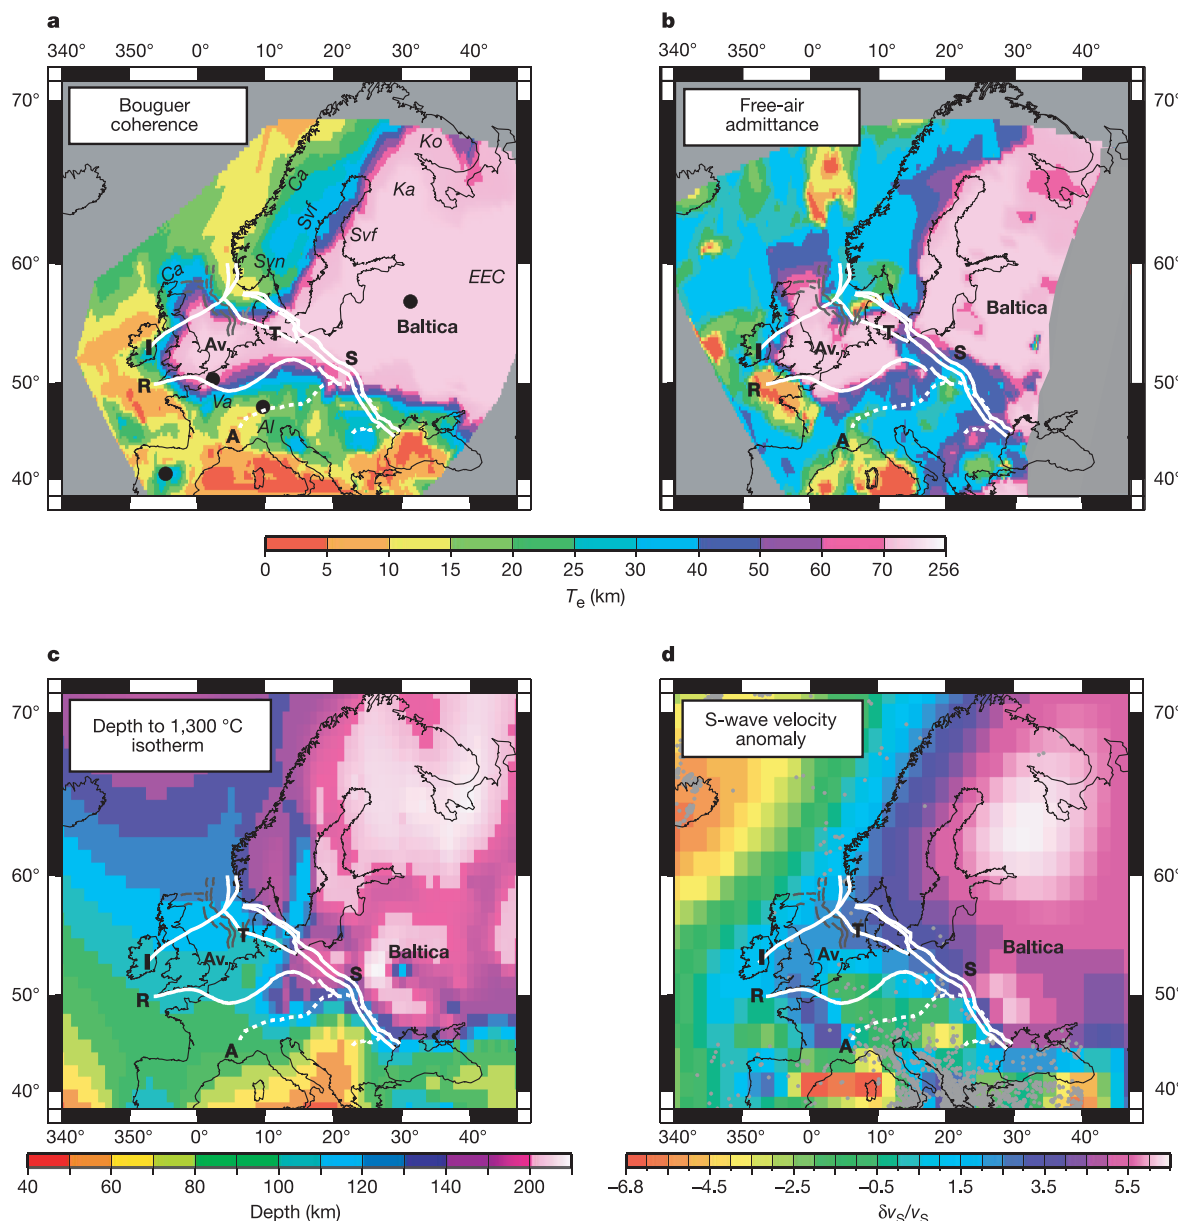 a
340° 350° 0° 10° 20° 30° 40°
70°
60°
50°
40°
Bouguer
coherence
Ko
Ca
Ka
Svf
Svf
Ca
Svn
EEC
Baltica
I
Av.
T
S
R
Va
Al
A
b
340° 350° 0° 10° 20° 30° 40°
70°
60°
50°
40°
Free-air
admittance
Baltica
I
Av.
T
S
R
A
0 5 10 15 20 25 30 40 50 60 70 256
Te (km)
c
70°
60°
50°
40°
Depth to 1,300 °C
isotherm
T
Baltica
Av.
I
S
R
A
340° 350° 0° 10° 20° 30° 40°
40 60 80 100 120 140 160 200
Depth (km)
d
70°
60°
50°
40°
S-wave velocity
anomaly
T
Baltica
Av.
I
S
R
A
340° 350° 0° 10° 20° 30° 40°
–6.8 –4.5 –2.5 –0.5 1.5 3.5 5.5
δvS/vS